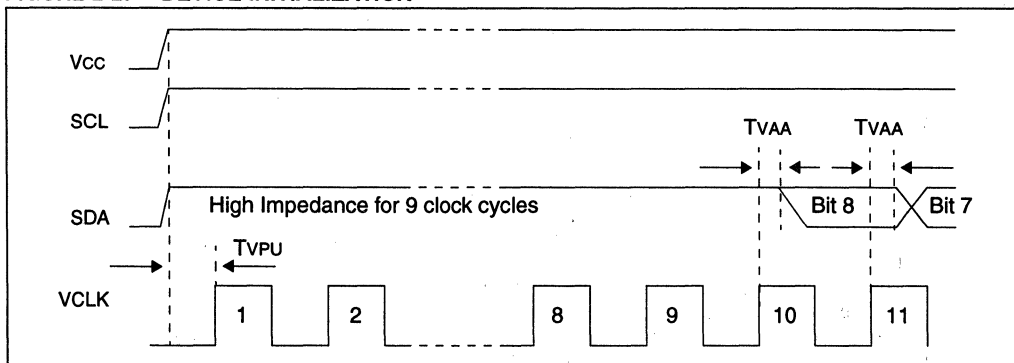 Vcc
SCL
TVAA TVAA
SDA
High Impedance for 9 clock cycles
Bit 8 Bit 7
TVPU
VCLK
1 2 8 9 10 11